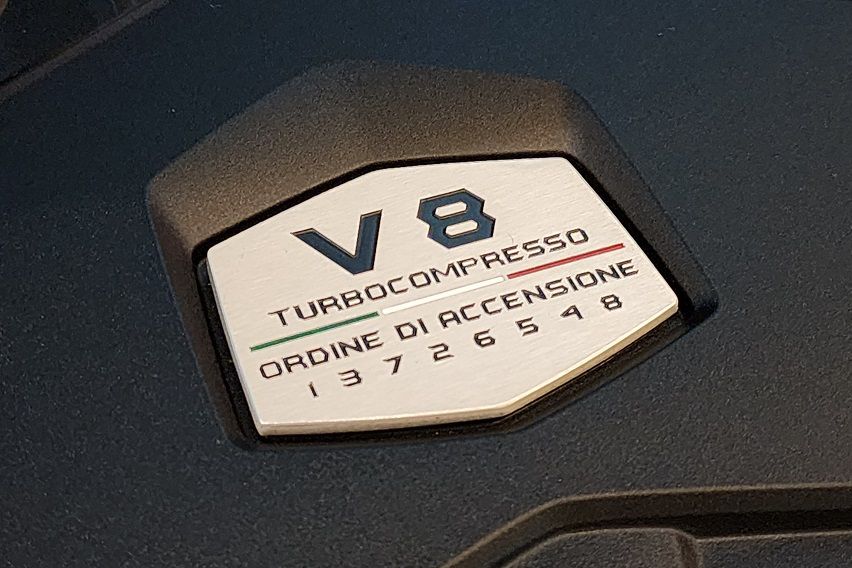 V8
TURBOCOMPRESSO
ORDINE DI ACCENSIONE
1 3 7 2 6 5 4 8